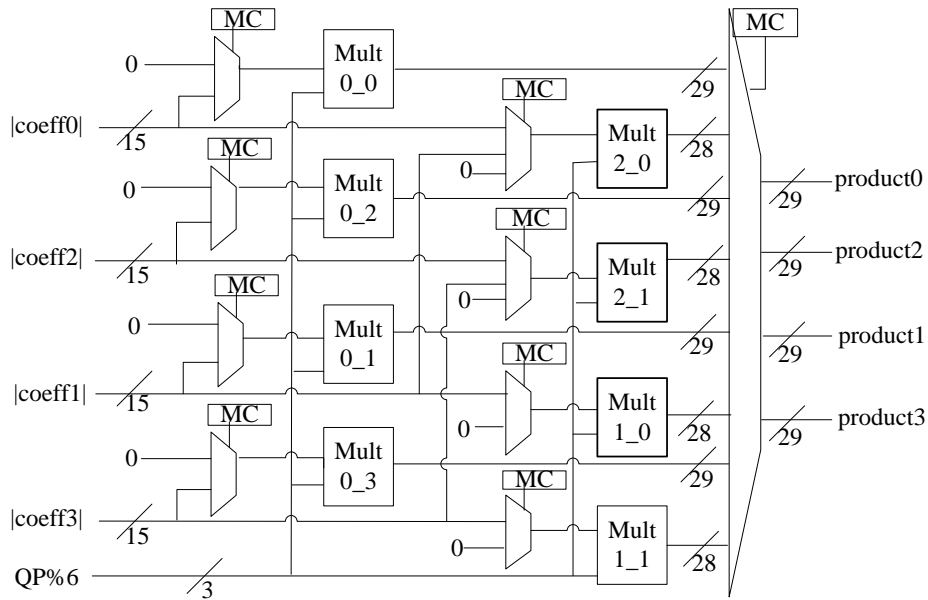 MC
MC
0
Mult
0_0
29
MC
|coeff0|
15
MC
0
Mult
2_0
28
0
Mult
0_2
29
product0
29
MC
|coeff2|
15
0
Mult
2_1
28
product2
29
MC
0
Mult
0_1
29
product1
29
MC
|coeff1|
15
0
Mult
1_0
28
product3
29
MC
0
Mult
0_3
29
MC
|coeff3|
15
0
Mult
1_1
28
QP%6
3